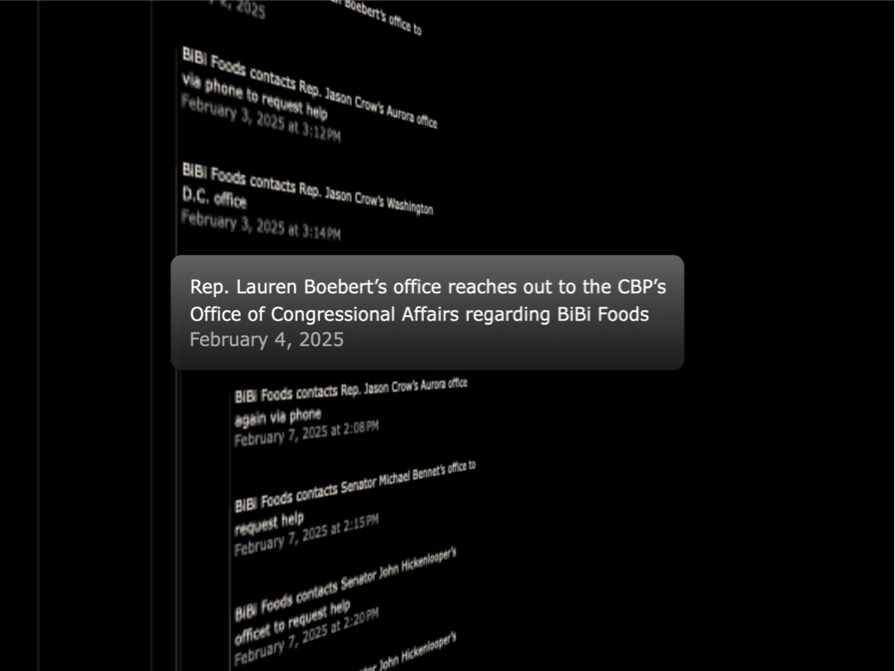 2, 2025
Boebert's office to
BiBi Foods contacts Rep. Jason Crow's Aurora office
via phone to request help
February 3, 2025 at 3:12PM
BiBi Foods contacts Rep. Jason Crow's Washington
D.C. office
February 3, 2025 at 3:14PM
Rep. Lauren Boebert’s office reaches out to the CBP’s
Office of Congressional Affairs regarding BiBi Foods
February 4, 2025
BiBi Foods contacts Rep. Jason Crow's Aurora office
again via phone
February 7, 2025 at 2:08PM
BiBi Foods contacts Senator Michael Bennet's office to
request help
February 7, 2025 at 2:15PM
BiBi Foods contacts Senator John Hickenlooper's
officet to request help
February 7, 2025 at 2:20PM
John Hickenlooper's